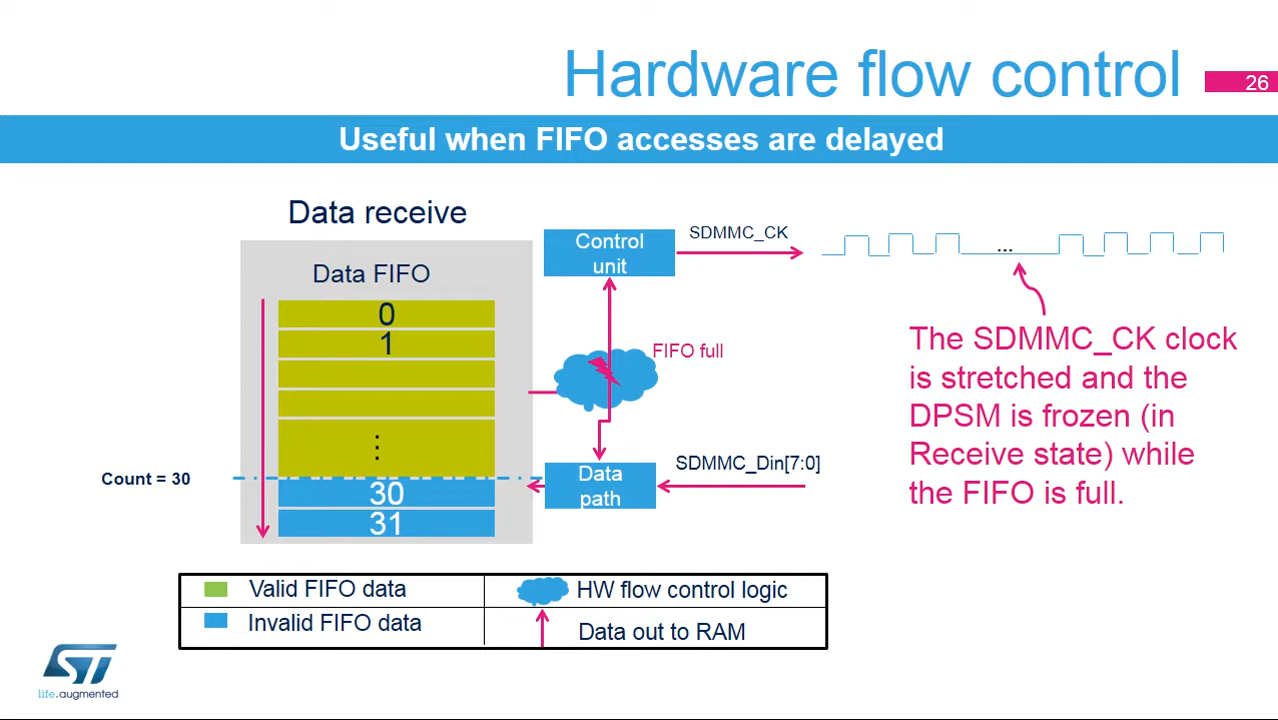 Hardware flow control
26
Useful when FIFO accesses are delayed
Data receive
Data FIFO
0
1
⋮
30
31
Count = 30
Control
unit
SDMMC_CK
...
FIFO full
Data
path
SDMMC_Din[7:0]
The SDMMC_CK clock
is stretched and the
DPSM is frozen (in
Receive state) while
the FIFO is full.
Valid FIFO data
HW flow control logic
Invalid FIFO data
Data out to RAM
ST
life.augmented